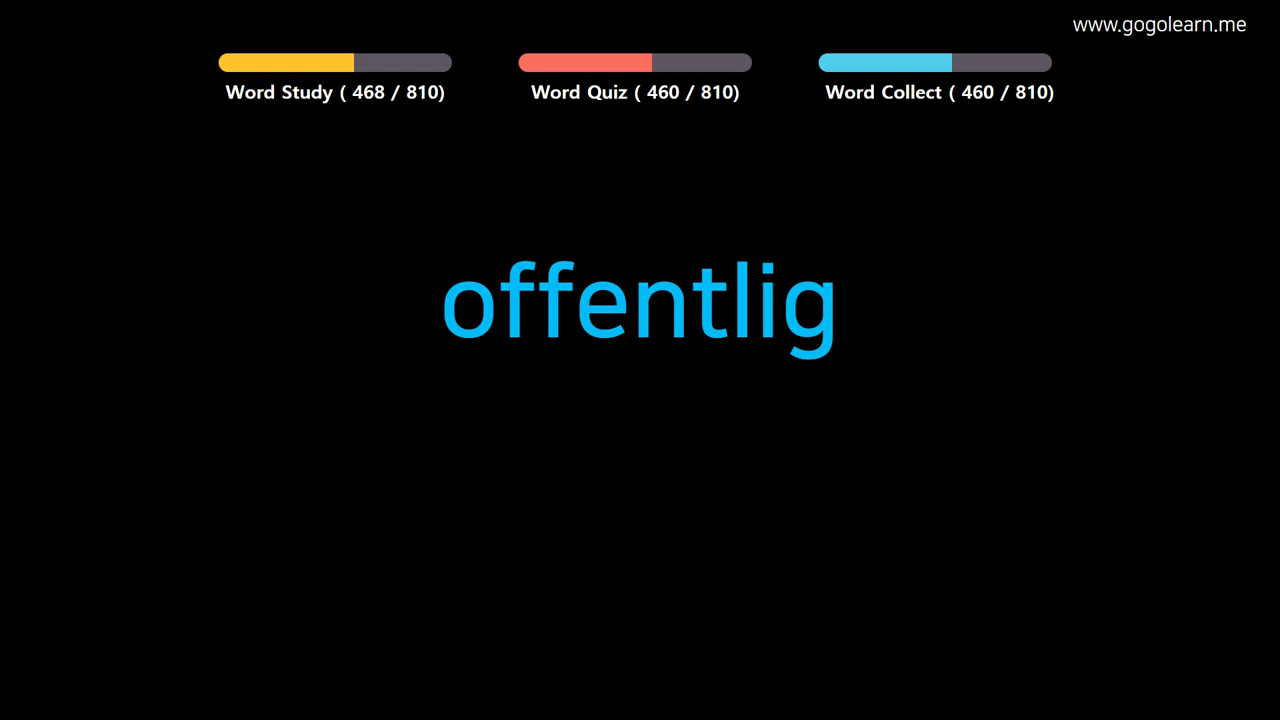 www.gogolearn.me
Word Study ( 468 / 810)
Word Quiz ( 460 / 810)
Word Collect ( 460 / 810)
offentlig